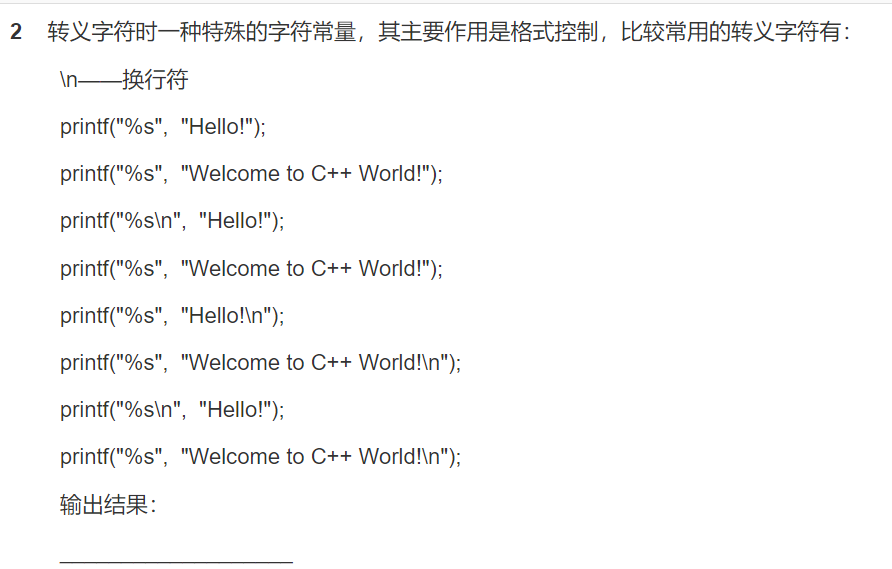 2 转义字符时一种特殊的字符常量，其主要作用是格式控制，比较常用的转义字符有：
\n——换行符
printf("%s", "Hello!");
printf("%s", "Welcome to C++ World!");
printf("%s\n", "Hello!");
printf("%s", "Welcome to C++ World!");
printf("%s", "Hello!\n");
printf("%s", "Welcome to C++ World!\n");
printf("%s\n", "Hello!");
printf("%s", "Welcome to C++ World!\n");
输出结果：
____________________